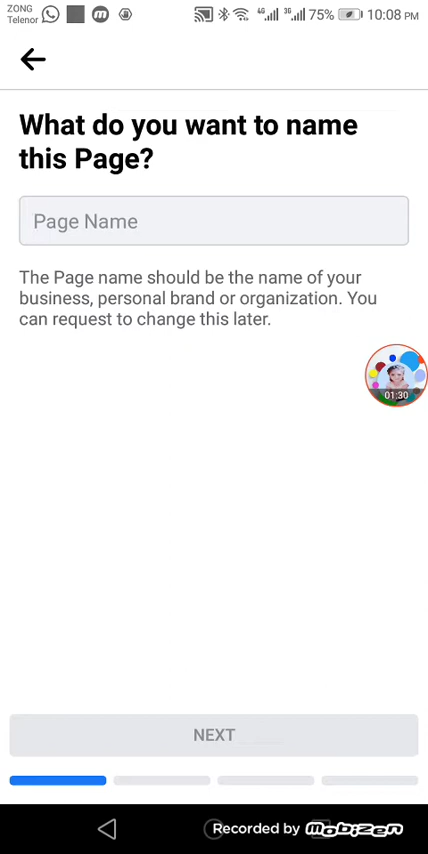 ZONG
Telenor
4G 3G 75% 10:08 PM
What do you want to name
this Page?
Page Name
The Page name should be the name of your
business, personal brand or organization. You
can request to change this later.
01:30
NEXT
Recorded by mobizen